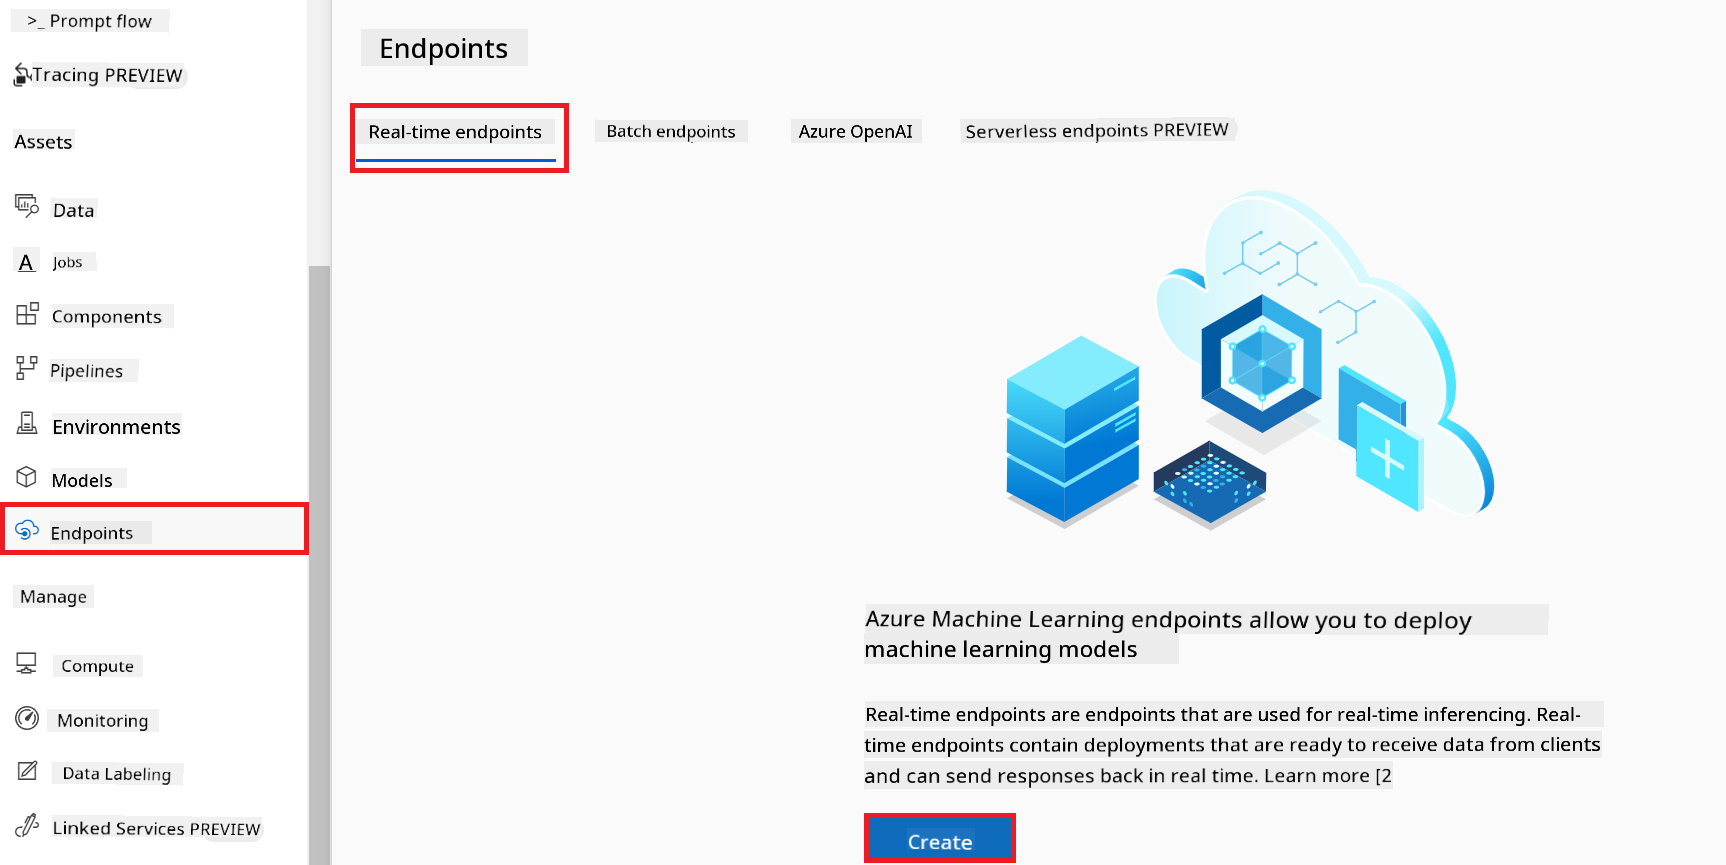 >_ Prompt flow
Tracing PREVIEW
Assets
Data
A Jobs
Components
Pipelines
Environments
Models
Endpoints
Manage
Compute
Monitoring
Data Labeling
Linked Services PREVIEW
Endpoints
Real-time endpoints
Batch endpoints
Azure OpenAI
Serverless endpoints PREVIEW
Azure Machine Learning endpoints allow you to deploy
machine learning models
Real-time endpoints are endpoints that are used for real-time inferencing. Real-
time endpoints contain deployments that are ready to receive data from clients
and can send responses back in real time. Learn more [2
Create